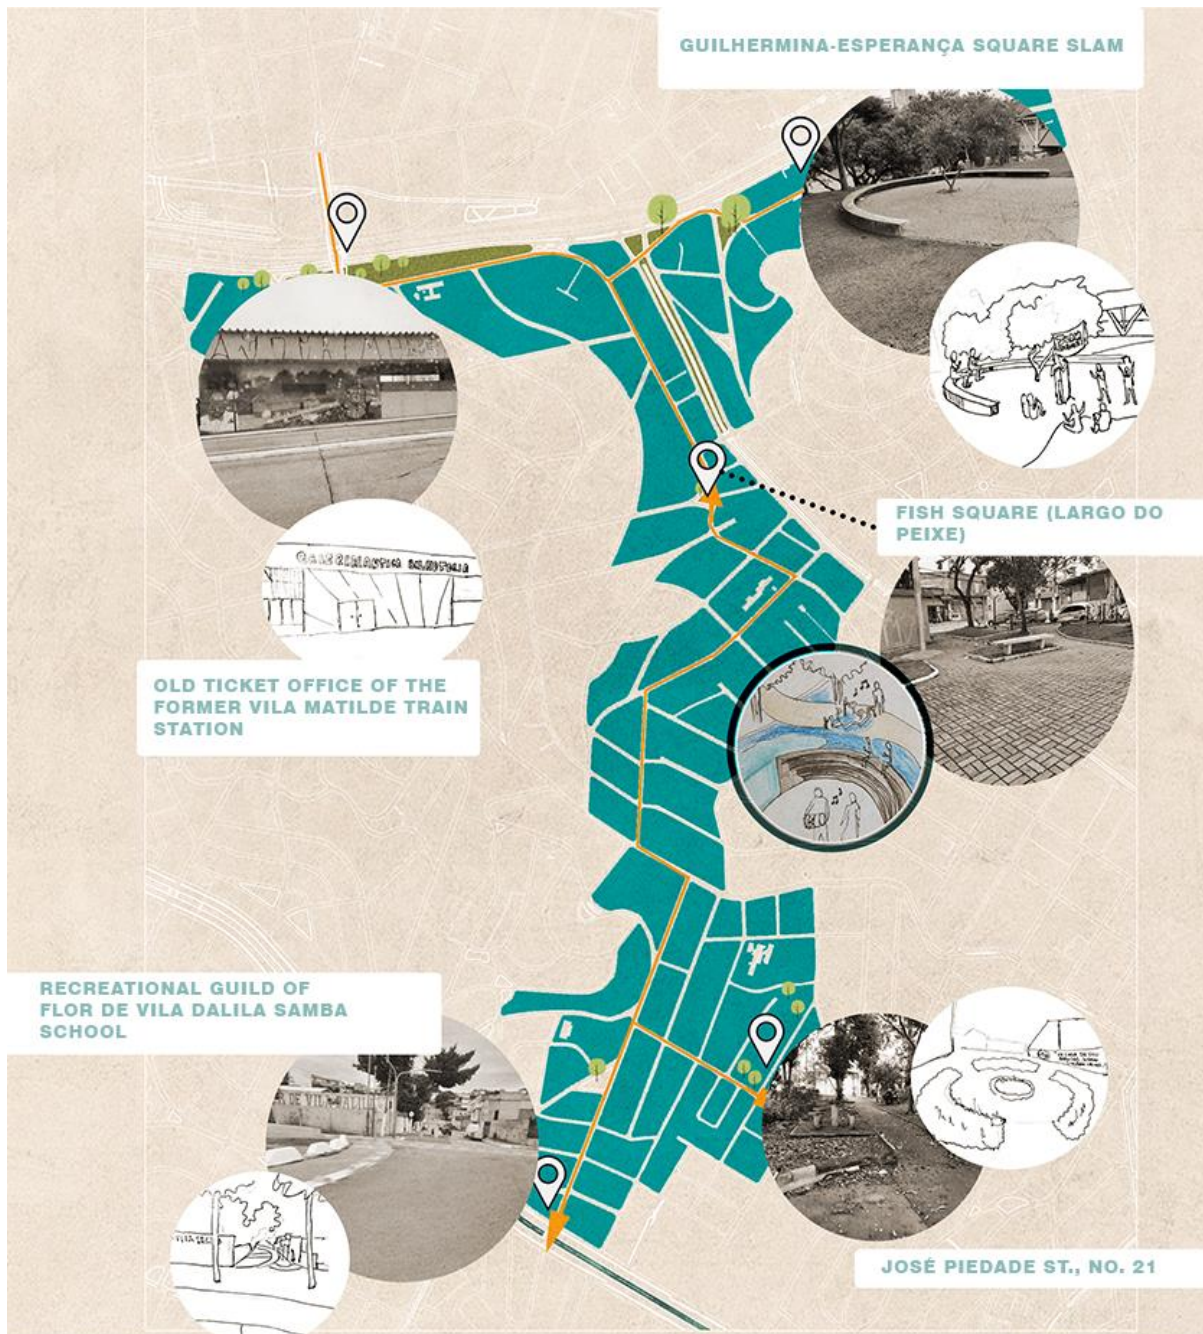 GUILHERMINA-ESPERANÇA SQUARE SLAM
FISH SQUARE (LARGO DO
PEIXE)
OLD TICKET OFFICE OF THE
FORMER VILA MATILDE TRAIN
STATION
RECREATIONAL GUILD OF
FLOR DE VILA DALILA SAMBA
SCHOOL
JOSÉ PIEDADE ST., NO. 21